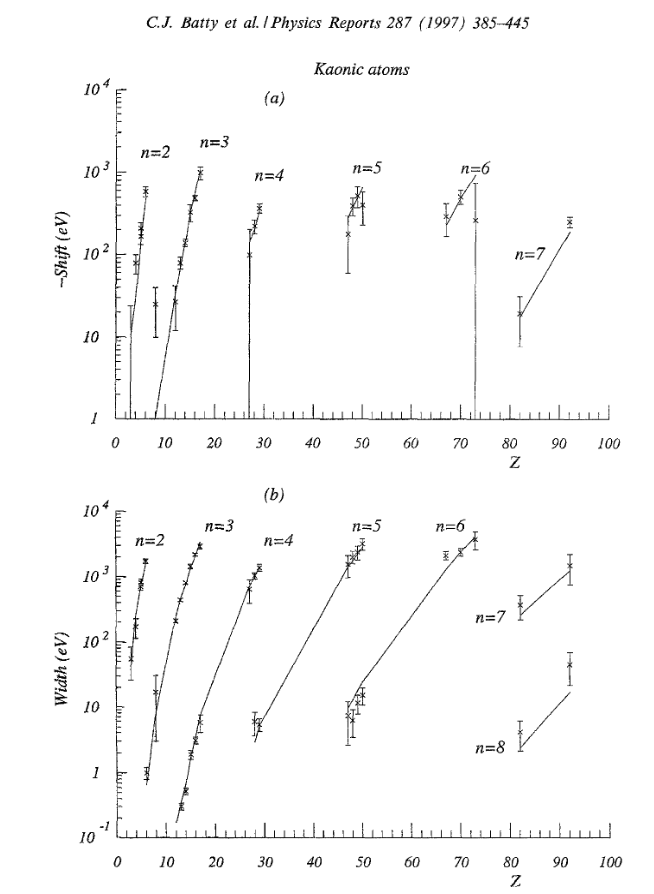 C.J. Batty et al. / Physics Reports 287 (1997) 385–445
Kaonic atoms
(a)
10⁴
n=2
n=3
n=4
n=5
n=6
10³
−Shift (eV)
10²
n=7
10
1
0 10 20 30 40 50 60 70 80 90 100
Z
(b)
10⁴
n=2
n=3
n=4
n=5
n=6
10³
n=7
10²
Width (eV)
10
n=8
1
10⁻¹
0 10 20 30 40 50 60 70 80 90 100
Z